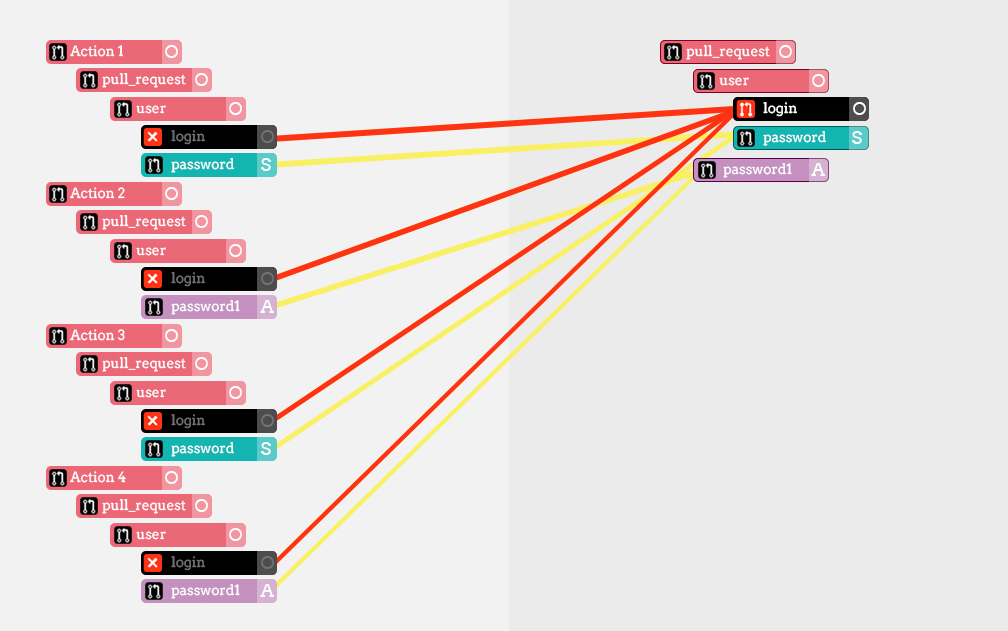 Action 1
pull_request
user
login
password S
Action 2
pull_request
user
login
password1 A
Action 3
pull_request
user
login
password S
Action 4
pull_request
user
login
password1 A
pull_request
user
login
password S
password1 A